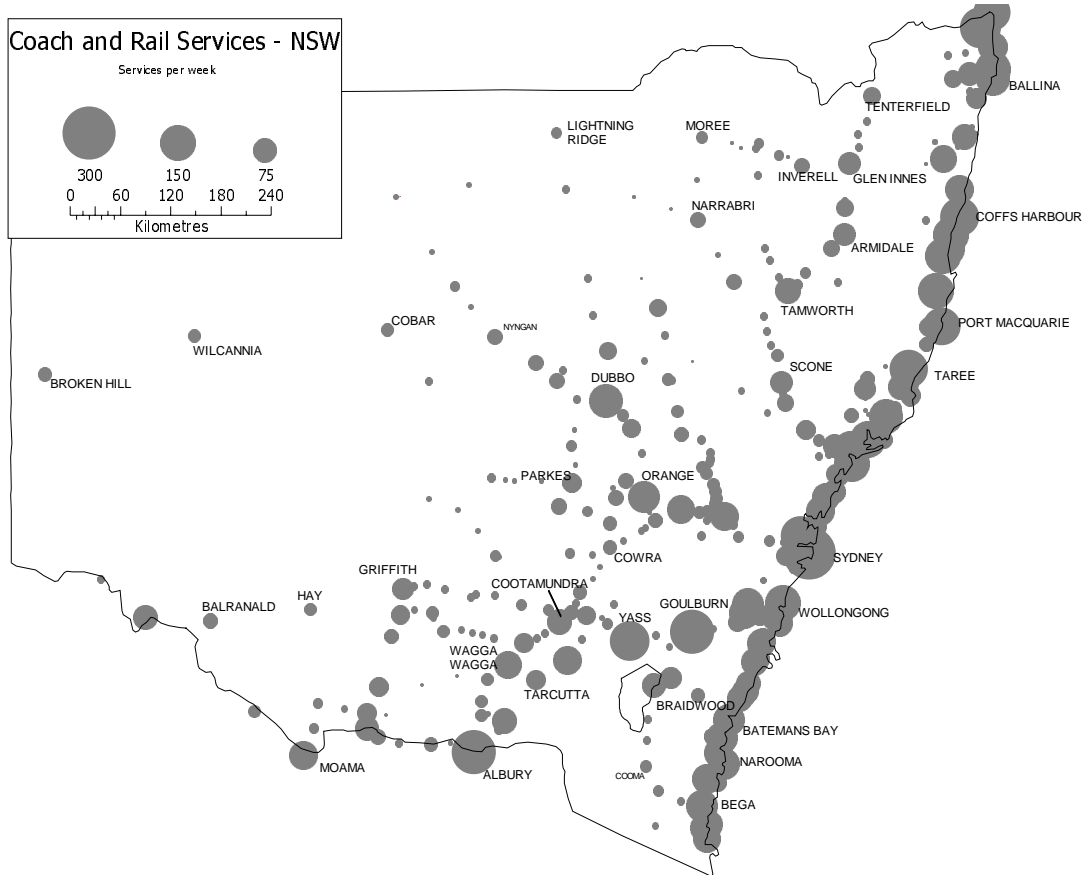 Coach and Rail Services - NSW
Services per week
300 150 75
0 60 120 180 240
Kilometres
BALLINA
TENTERFIELD
LIGHTNING
RIDGE
MOREE
INVERELL
GLEN INNES
NARRABRI
COFFS HARBOUR
ARMIDALE
TAMWORTH
COBAR
NYNGAN
PORT MACQUARIE
WILCANNIA
SCONE
BROKEN HILL
DUBBO
TAREE
PARKES
ORANGE
COWRA
SYDNEY
GRIFFITH
COOTAMUNDRA
HAY
BALRANALD
YASS
GOULBURN
WOLLONGONG
WAGGA
WAGGA
TARCUTTA
BRAIDWOOD
BATEMANS BAY
MOAMA
ALBURY
COOMA
NAROOMA
BEGA